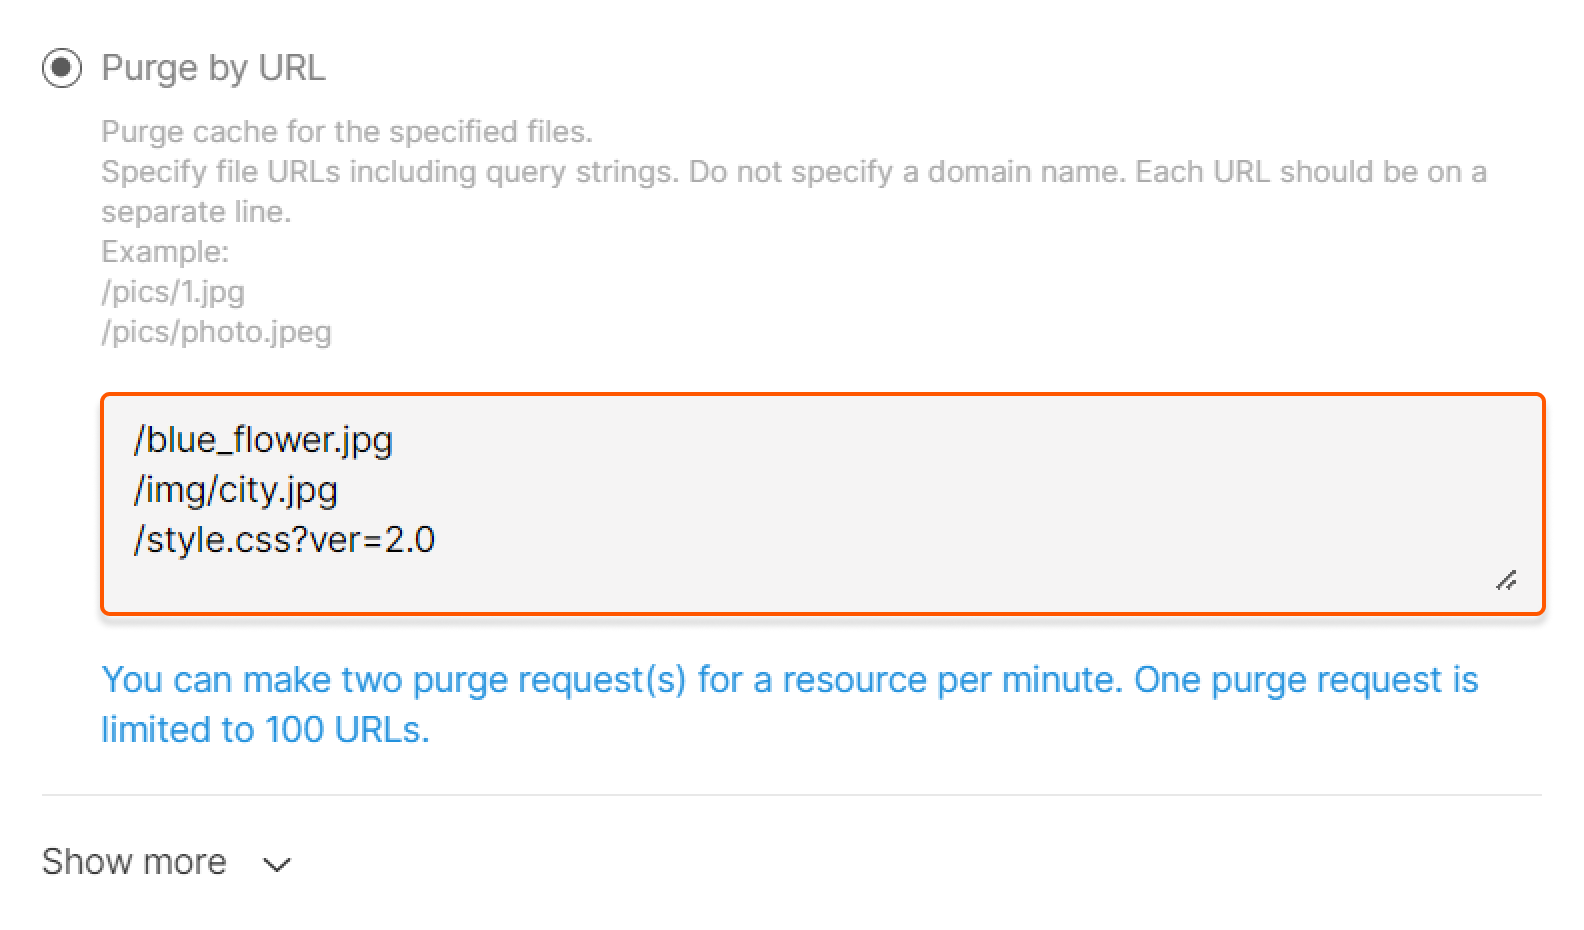 Purge by URL
Purge cache for the specified files.
Specify file URLs including query strings. Do not specify a domain name. Each URL should be on a
separate line.
Example:
/pics/1.jpg
/pics/photo.jpeg
/blue_flower.jpg
/img/city.jpg
/style.css?ver=2.0
You can make two purge request(s) for a resource per minute. One purge request is
limited to 100 URLs.
Show more